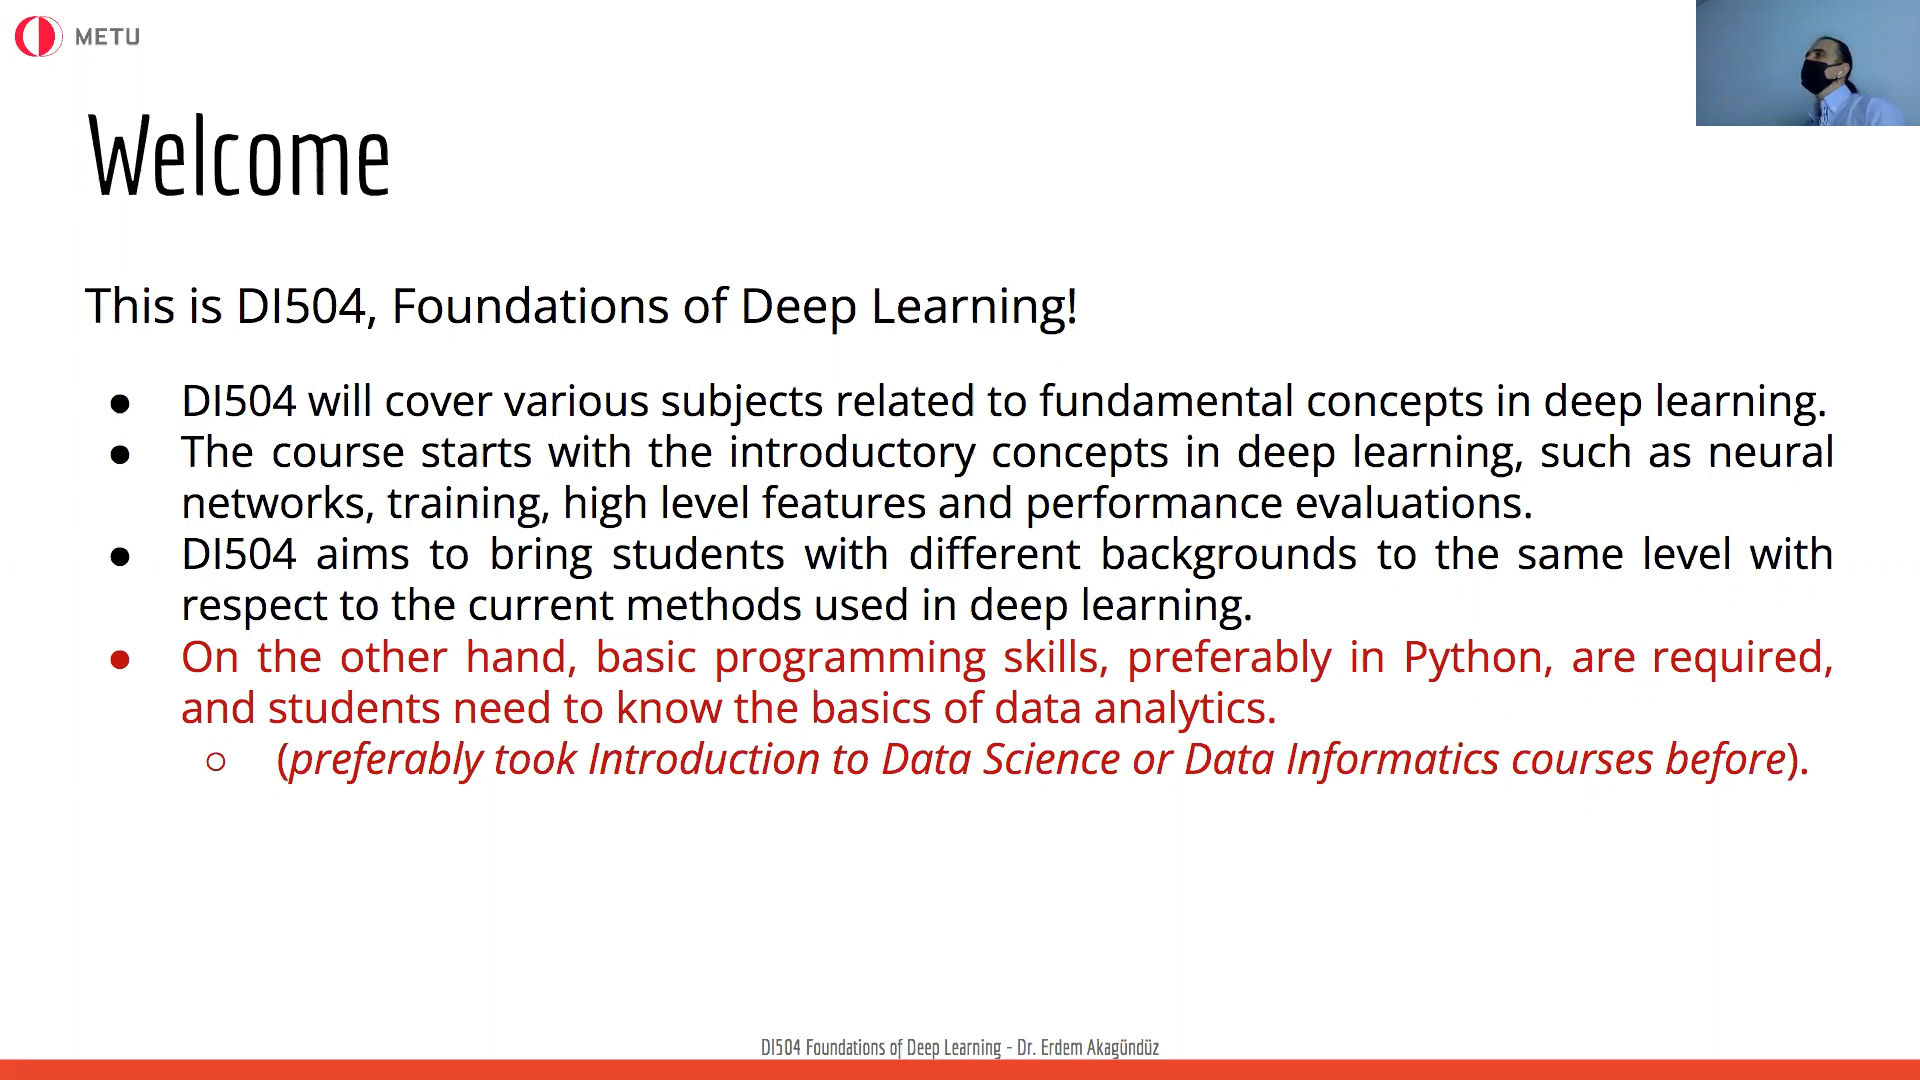 METU
Welcome
This is DI504, Foundations of Deep Learning!
● DI504 will cover various subjects related to fundamental concepts in deep learning.
● The course starts with the introductory concepts in deep learning, such as neural
networks, training, high level features and performance evaluations.
● DI504 aims to bring students with different backgrounds to the same level with
respect to the current methods used in deep learning.
● On the other hand, basic programming skills, preferably in Python, are required,
and students need to know the basics of data analytics.
○ (preferably took Introduction to Data Science or Data Informatics courses before).
DI504 Foundations of Deep Learning - Dr. Erdem Akagündüz